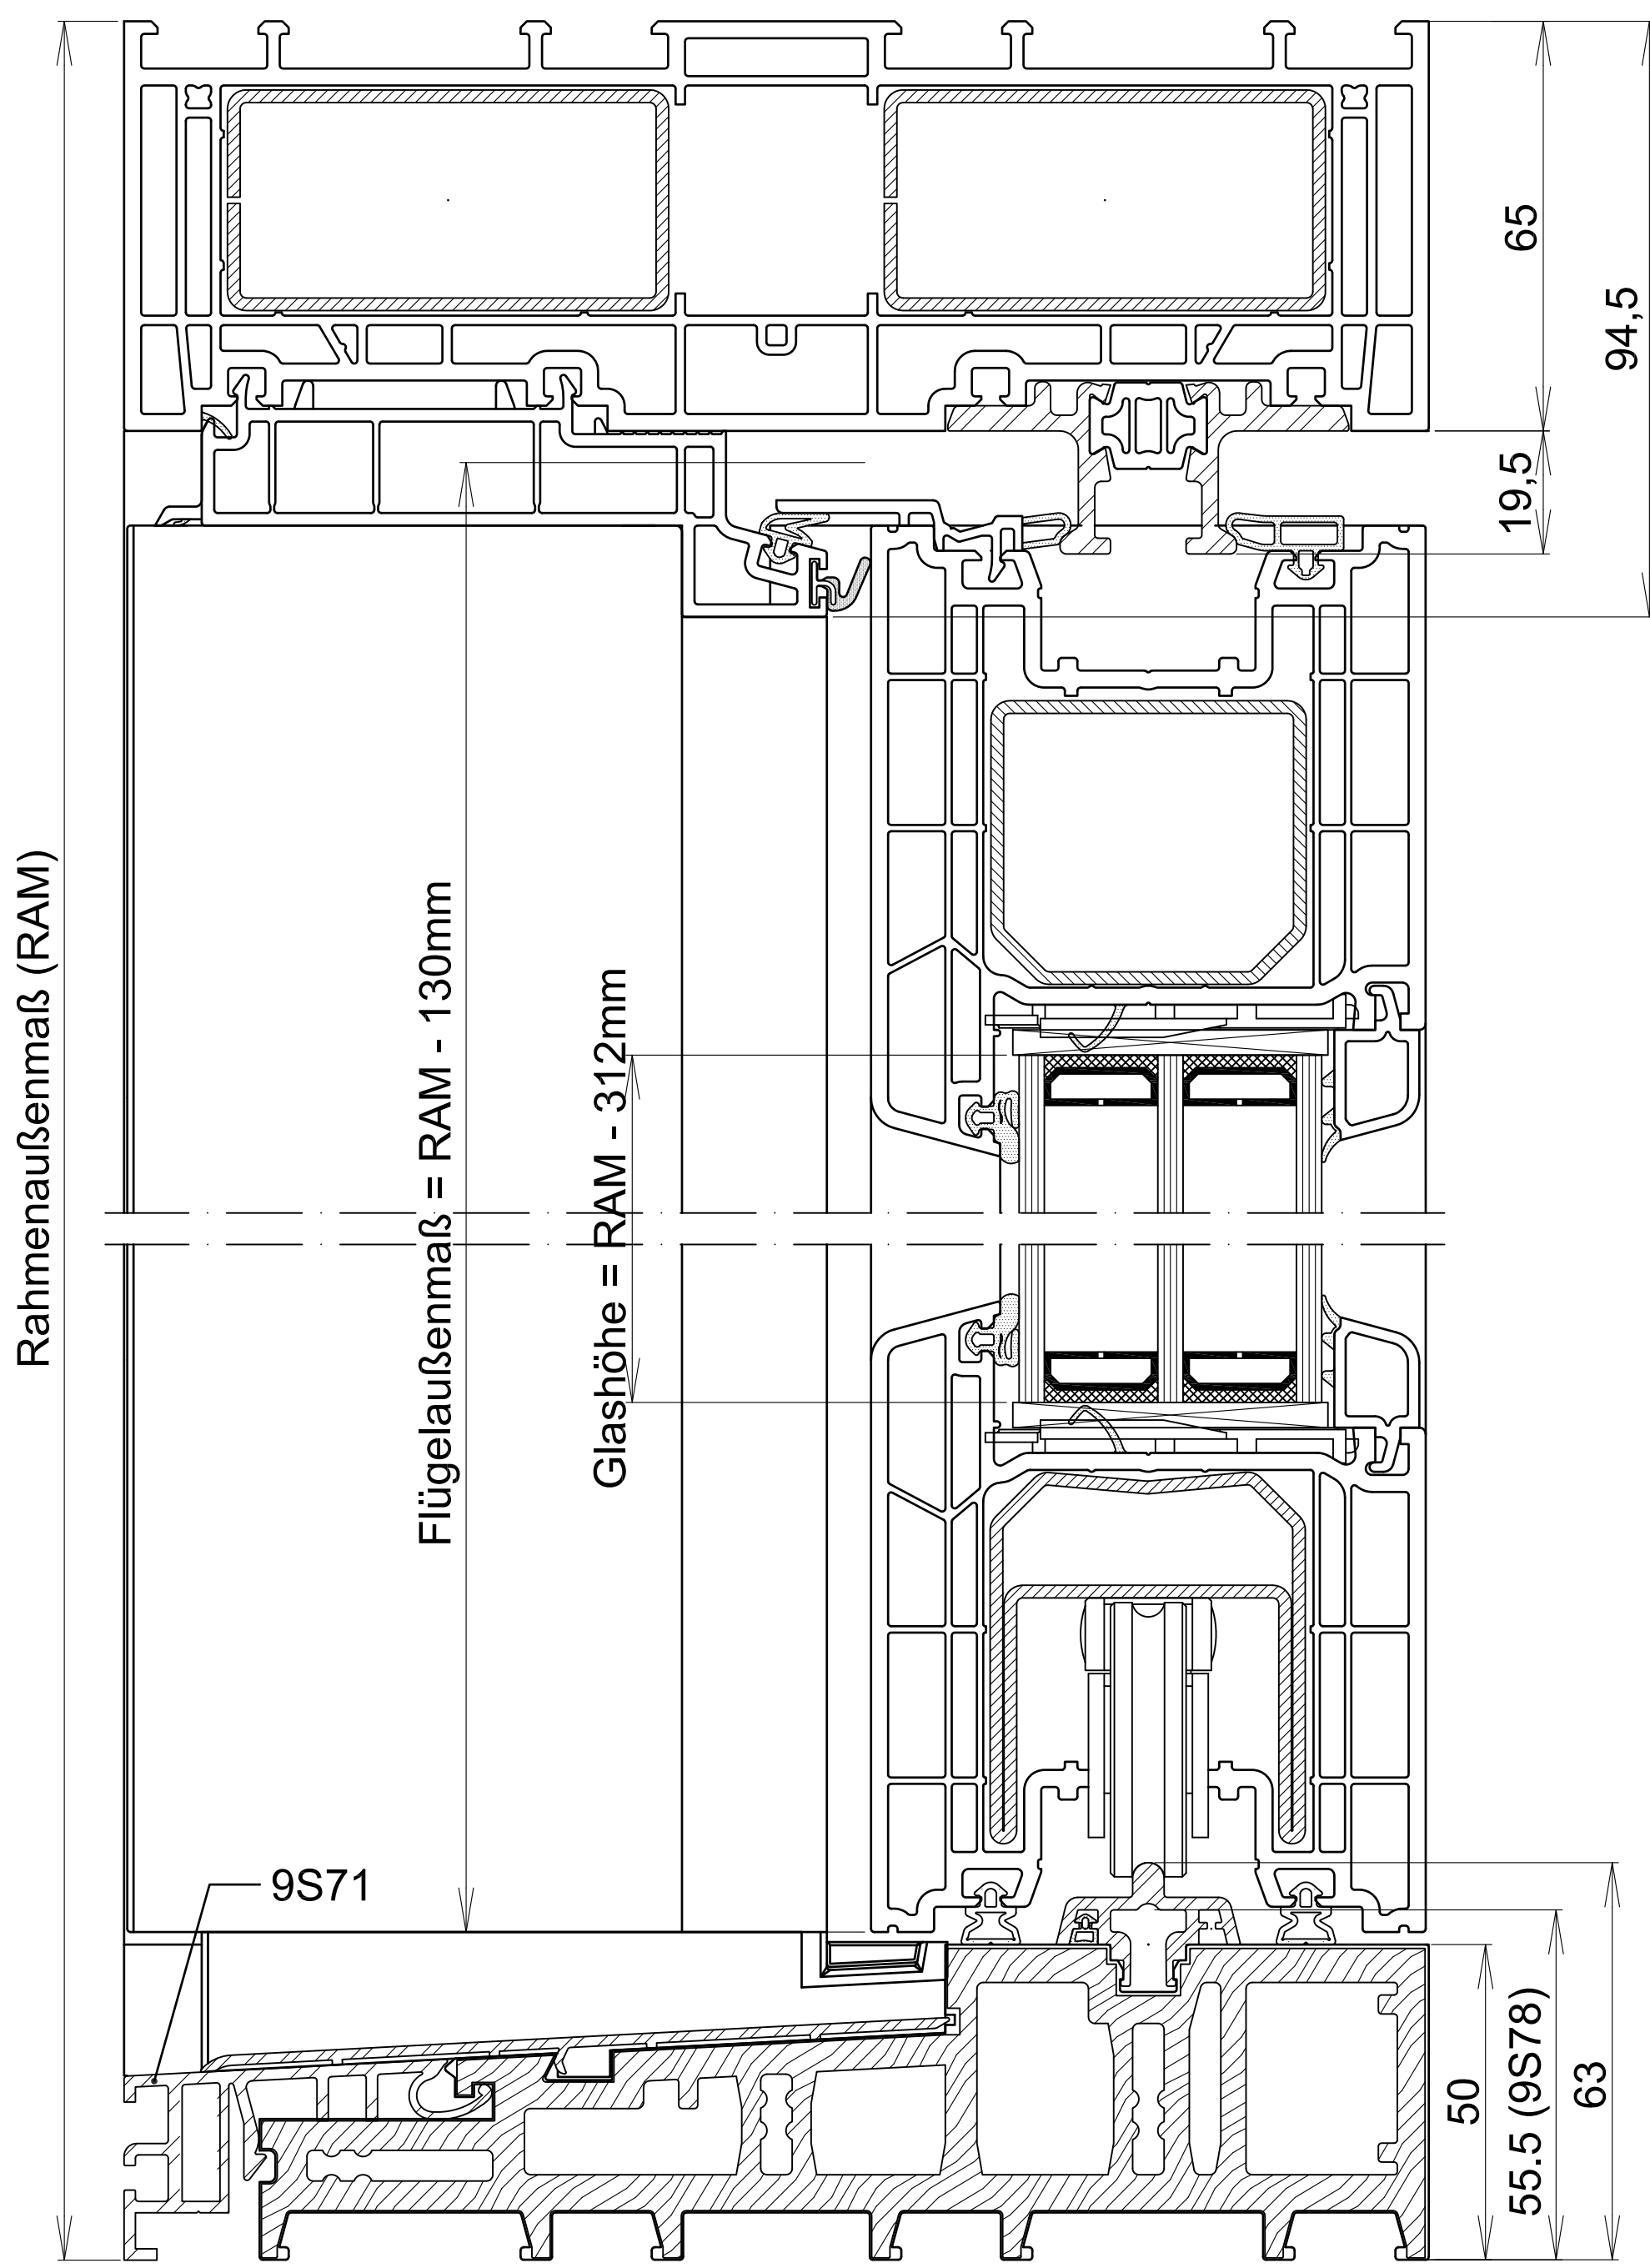 Rahmenaußenmaß (RAM)
Flügelaußenmaß = RAM - 130mm
Glashöhe = RAM - 312mm
65
94,5
19,5
9S71
50
55.5 (9S78)
63